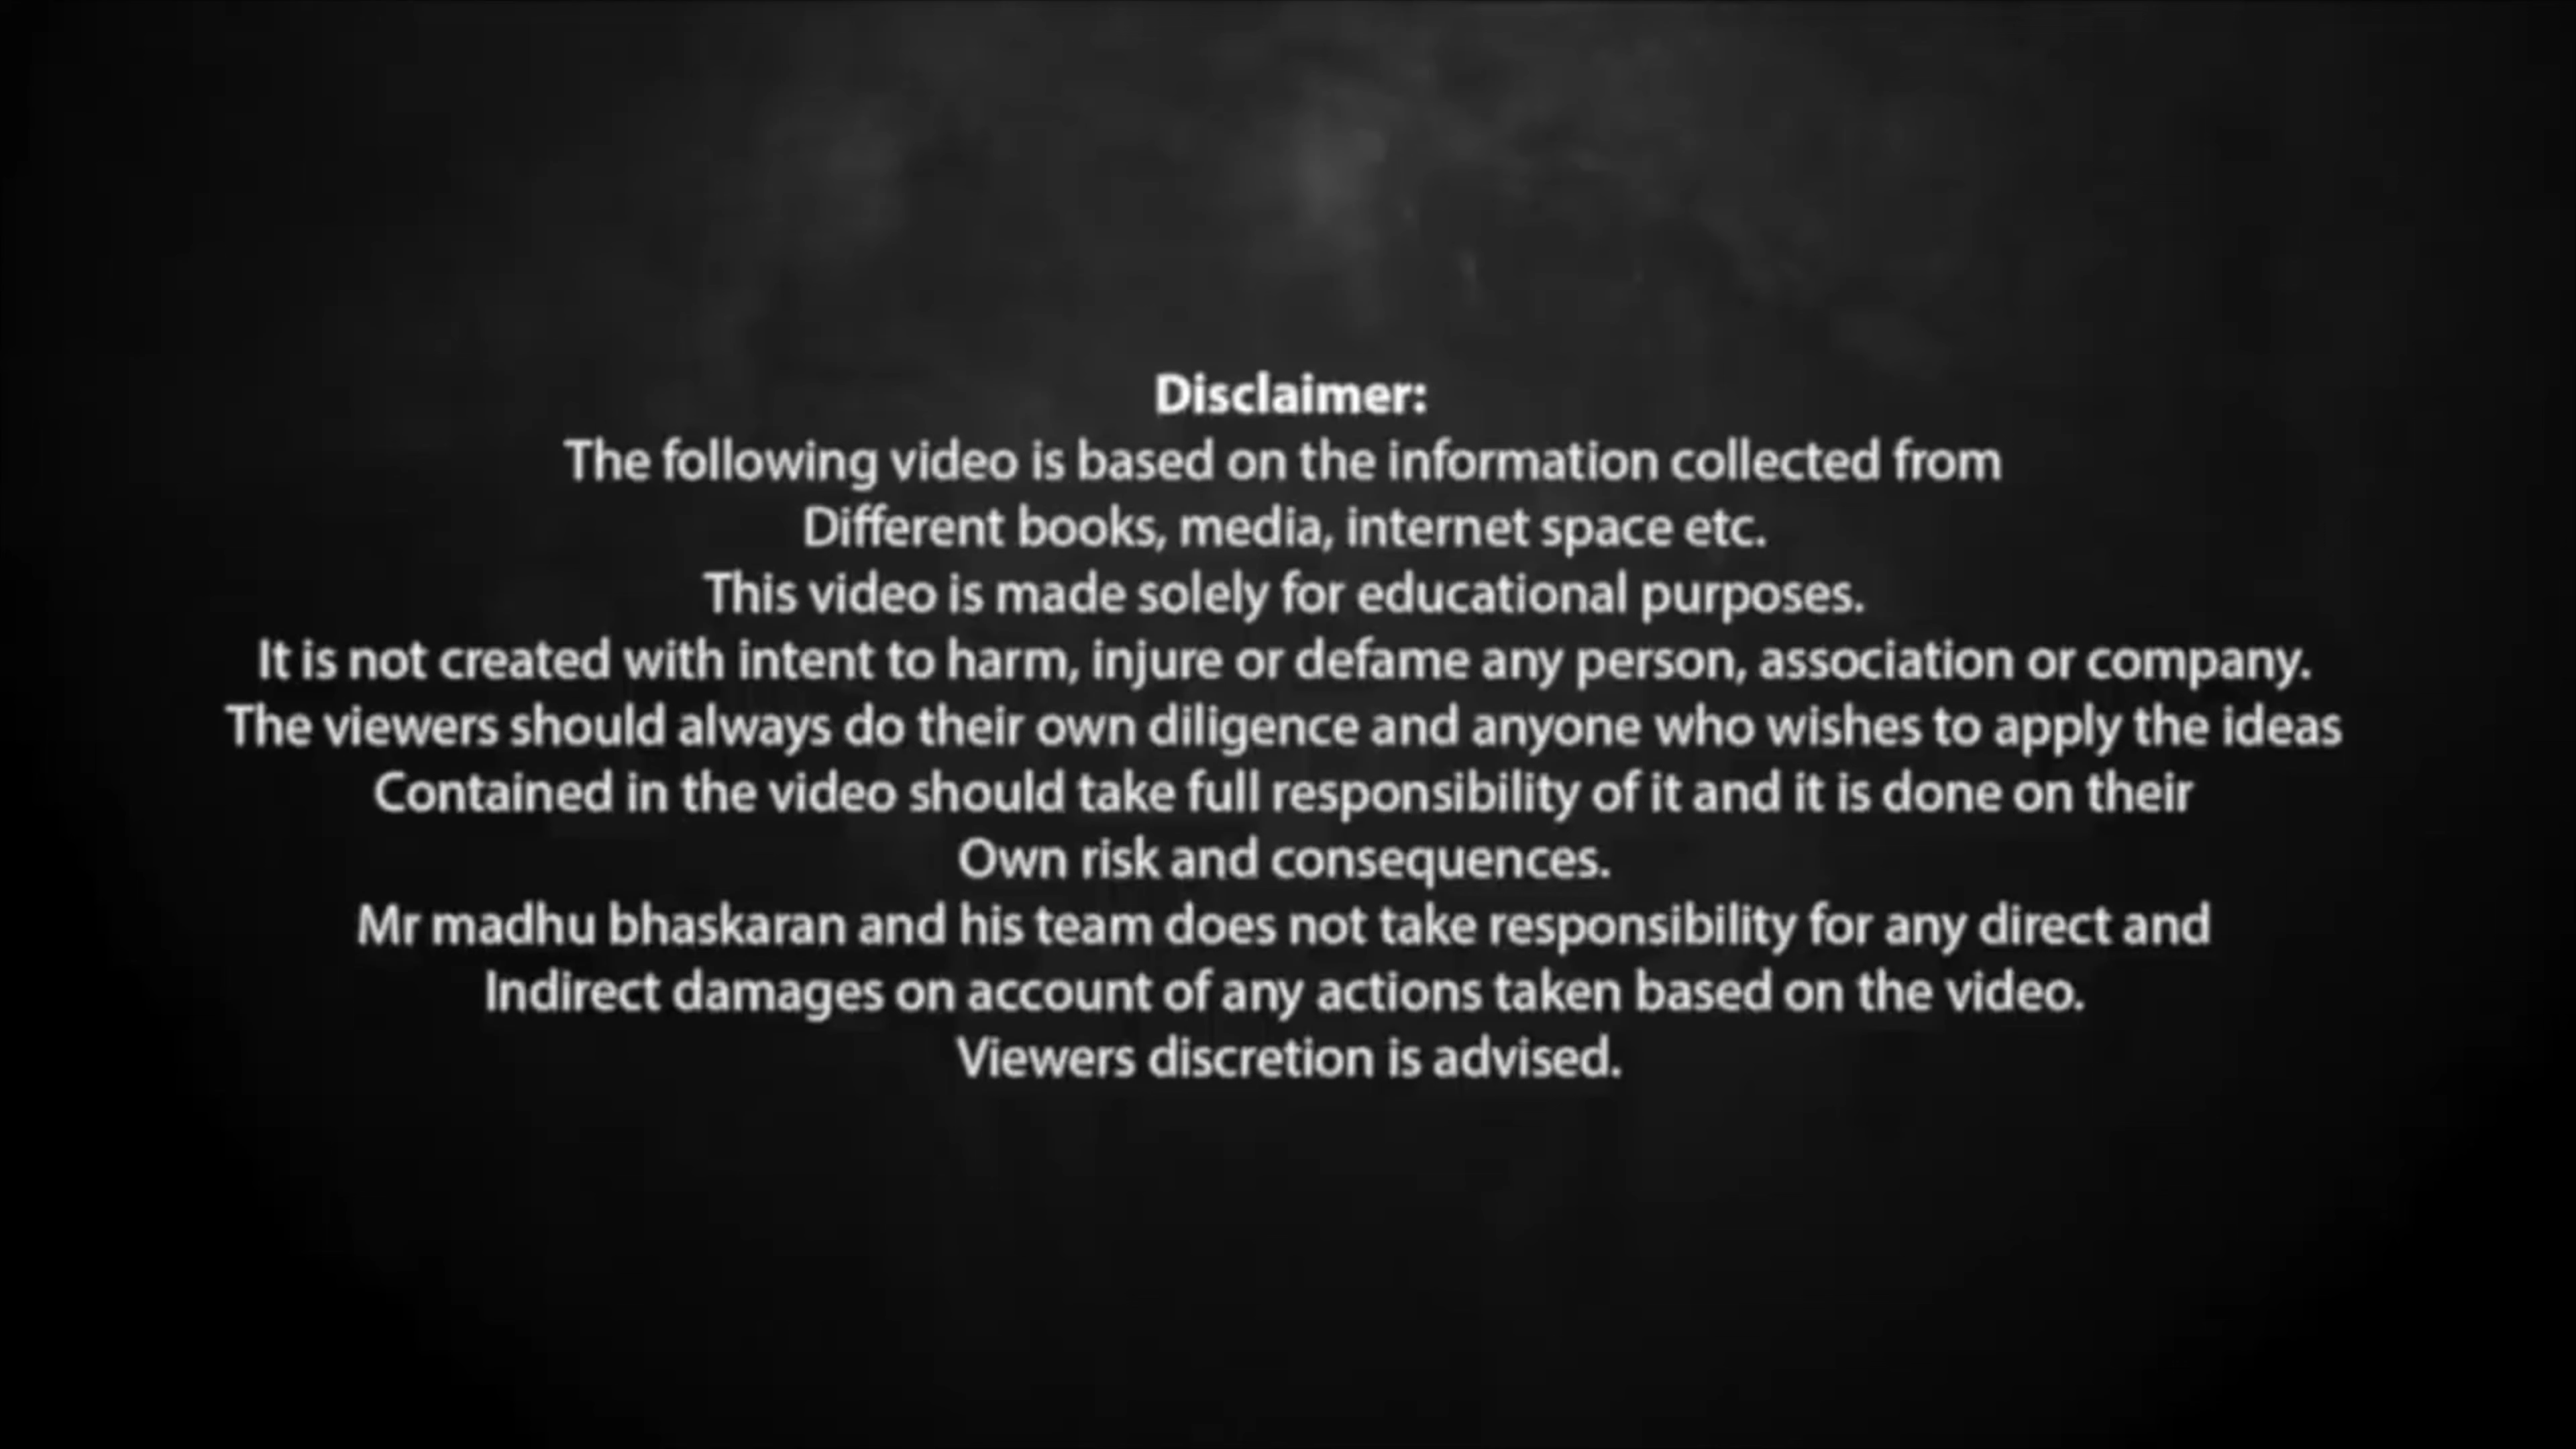 Disclaimer:
The following video is based on the information collected from
Different books, media, internet space etc.
This video is made solely for educational purposes.
It is not created with intent to harm, injure or defame any person, association or company.
The viewers should always do their own diligence and anyone who wishes to apply the ideas
Contained in the video should take full responsibility of it and it is done on their
Own risk and consequences.
Mr madhu bhaskaran and his team does not take responsibility for any direct and
Indirect damages on account of any actions taken based on the video.
Viewers discretion is advised.